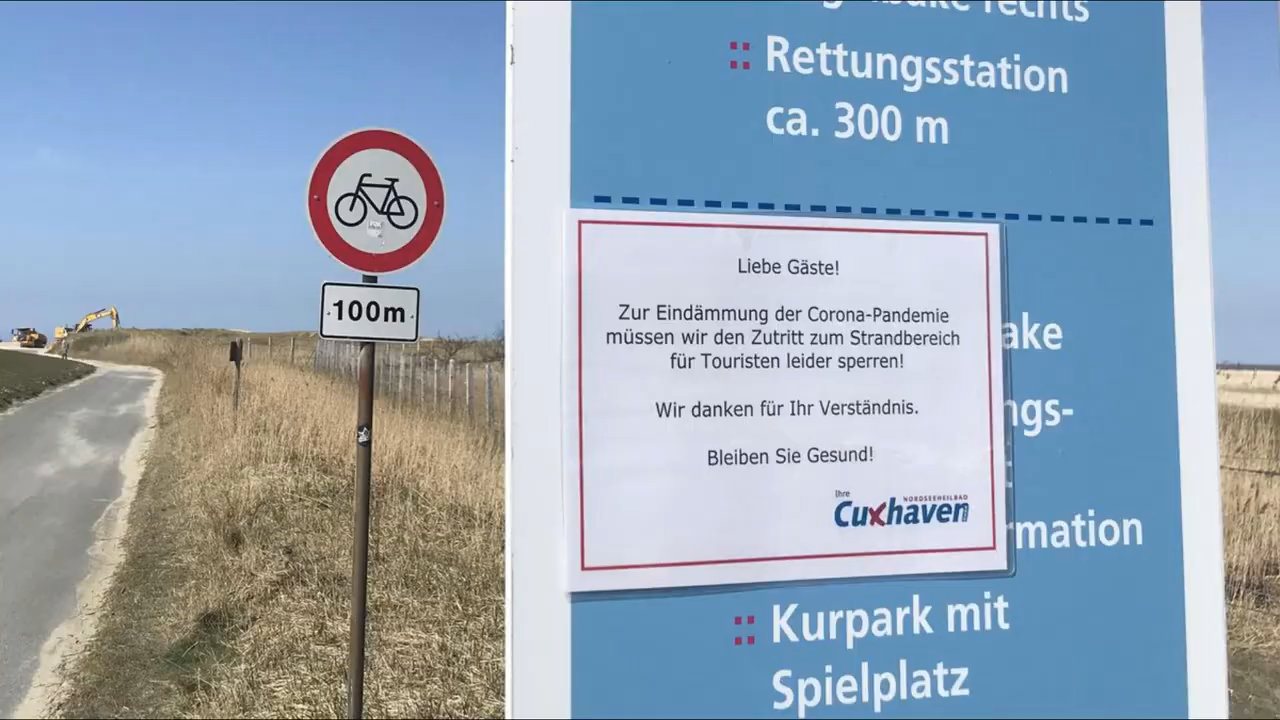 100m
rechts
Rettungsstation
ca. 300 m
Liebe Gäste!
Zur Eindämmung der Corona-Pandemie
müssen wir den Zutritt zum Strandbereich
für Touristen leider sperren!
Wir danken für Ihr Verständnis.
Bleiben Sie Gesund!
Ihre
NORDSEEHEILBAD
Cuxhaven
ake
ngs-
rmation
Kurpark mit
Spielplatz